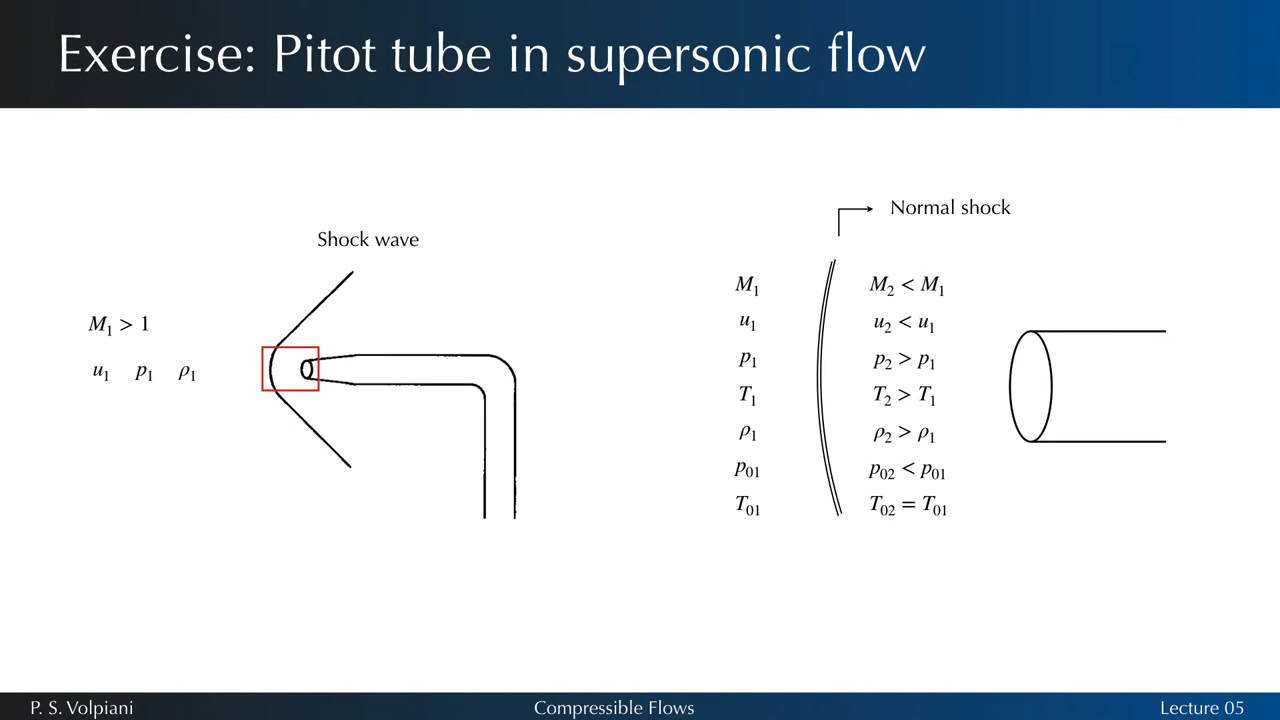 Exercise: Pitot tube in supersonic flow
Shock wave
M₁ > 1
u₁ p₁ ρ₁
Normal shock
M₁ M₂ < M₁
u₁ u₂ < u₁
p₁ p₂ > p₁
T₁ T₂ > T₁
ρ₁ ρ₂ > ρ₁
p₀₁ p₀₂ < p₀₁
T₀₁ T₀₂ = T₀₁
P. S. Volpiani Compressible Flows Lecture 05